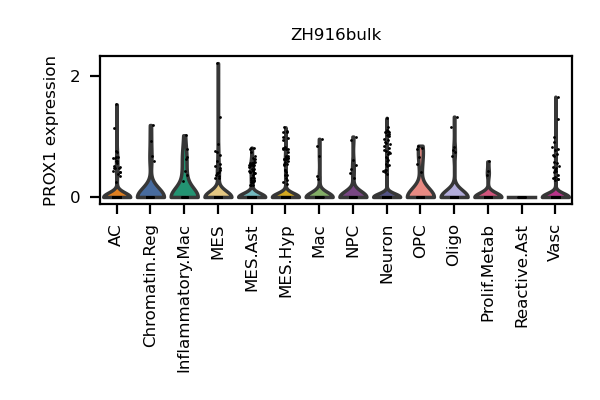 ZH916bulk
PROX1 expression
2
0
AC
Chromatin.Reg
Inflammatory.Mac
MES
MES.Ast
MES.Hyp
Mac
NPC
Neuron
OPC
Oligo
Prolif.Metab
Reactive.Ast
Vasc